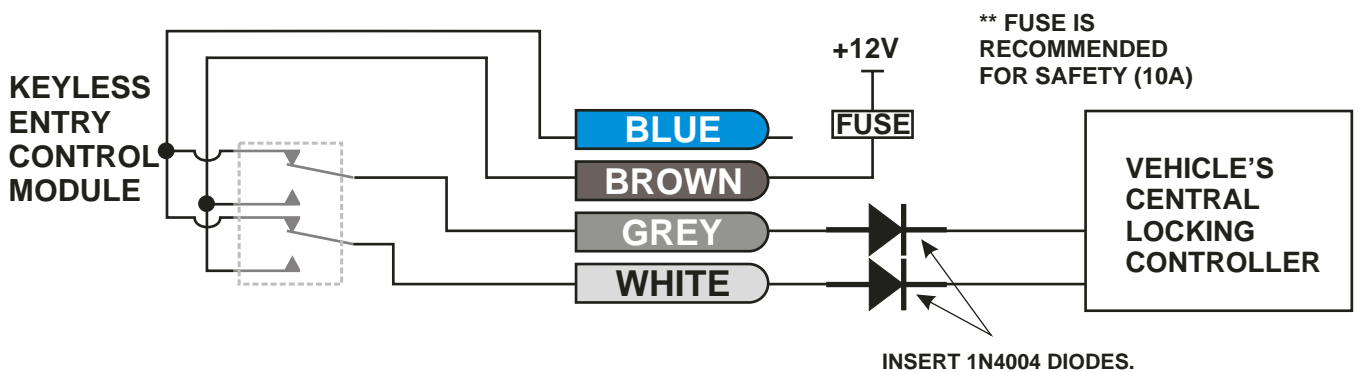 KEYLESS
ENTRY
CONTROL
MODULE
BLUE
BROWN
GREY
WHITE
+12V
FUSE
** FUSE IS
RECOMMENDED
FOR SAFETY (10A)
VEHICLE'S
CENTRAL
LOCKING
CONTROLLER
INSERT 1N4004 DIODES.